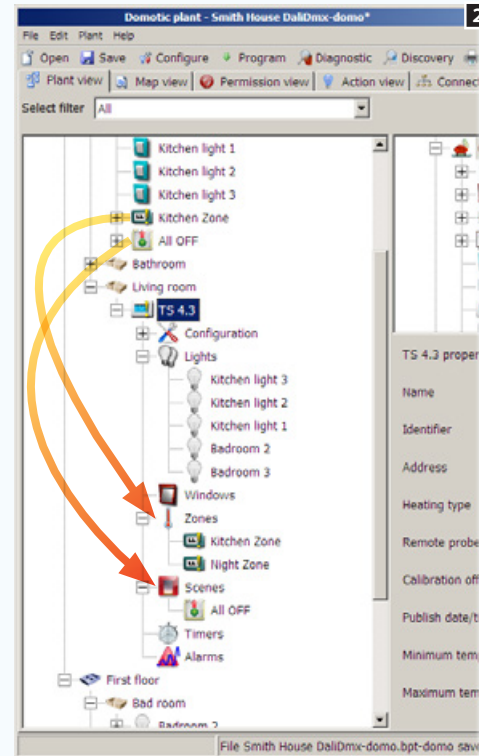 Domotic plant - Smith House DaliDmx-domo*
2
File Edit Plant Help
Open Save Configure Program Diagnostic Discovery
Plant view Map view Permission view Action view Connect
Select filter All
Kitchen light 1
Kitchen light 2
Kitchen light 3
Kitchen Zone
All OFF
Bathroom
Living room
TS 4.3
Configuration
Lights
Kitchen light 3
Kitchen light 2
Kitchen light 1
Badroom 2
Badroom 3
Windows
Zones
Kitchen Zone
Night Zone
Scenes
All OFF
Timers
Alarms
First floor
Bad room
Badroom 2
TS 4.3 proper
Name
Identifier
Address
Heating type
Remote probe
Calibration off
Publish date/t
Minimum tem
Maximum tem
File Smith House DaliDmx-domo.bpt-domo save